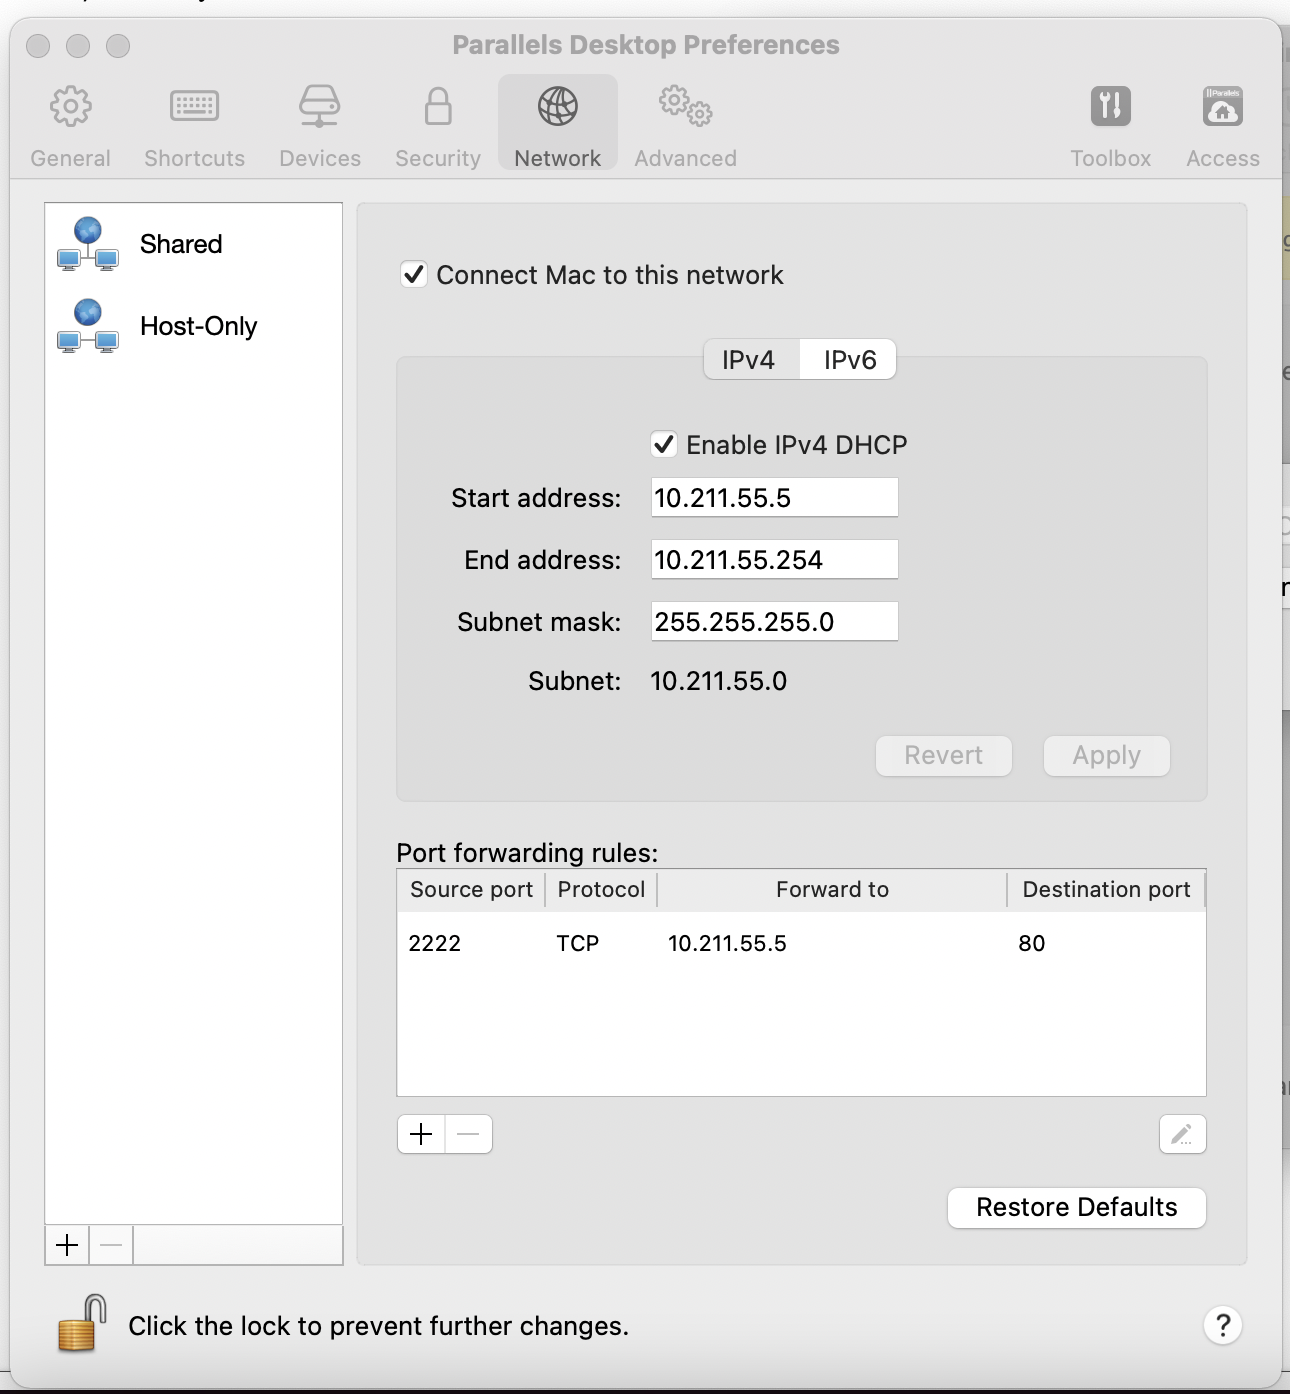 Parallels Desktop Preferences
General Shortcuts Devices Security Network Advanced Toolbox Access
Shared
Host-Only
Connect Mac to this network
IPv4 IPv6
Enable IPv4 DHCP
Start address: 10.211.55.5
End address: 10.211.55.254
Subnet mask: 255.255.255.0
Subnet: 10.211.55.0
Revert Apply
Port forwarding rules:
Source port Protocol Forward to Destination port
2222 TCP 10.211.55.5 80
Restore Defaults
Click the lock to prevent further changes.
?